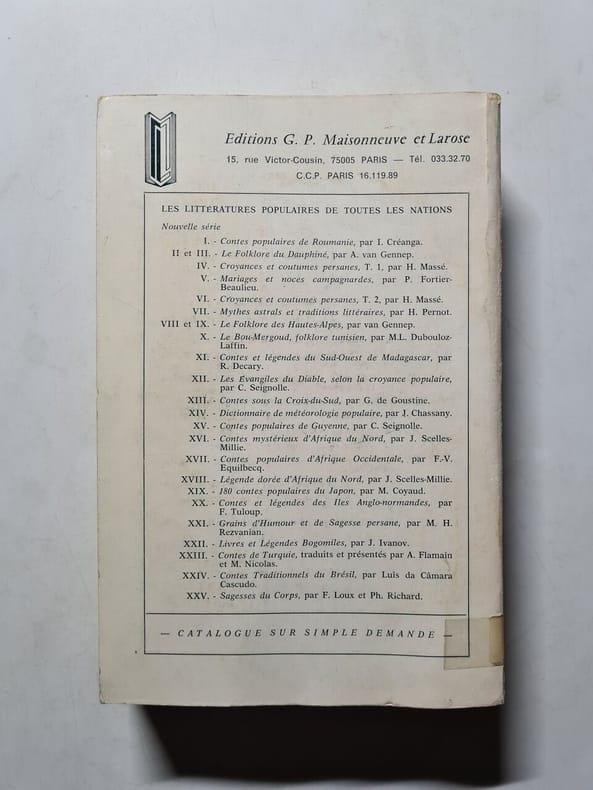 Editions G. P. Maisonneuve et Larose
15, rue Victor-Cousin, 75005 PARIS — Tél. 033.32.70
C.C.P. PARIS 16.119.89
LES LITTÉRATURES POPULAIRES DE TOUTES LES NATIONS
Nouvelle série
I. - Contes populaires de Roumanie, par I. Créanga.
II et III. - Le Folklore du Dauphiné, par A. van Gennep.
IV. - Croyances et coutumes persanes, T. 1, par H. Massé.
V. - Mariages et noces campagnardes, par P. Fortier-
Beaulieu.
VI. - Croyances et coutumes persanes, T. 2, par H. Massé.
VII. - Mythes astrals et traditions littéraires, par H. Pernot.
VIII et IX. - Le Folklore des Hautes-Alpes, par van Gennep.
X. - Le Bou-Mergoud, folklore tunisien, par M.L. Dubouloz-
Laffin.
XI. - Contes et légendes du Sud-Ouest de Madagascar, par
R. Decary.
XII. - Les Évangiles du Diable, selon la croyance populaire,
par C. Seignolle.
XIII. - Contes sous la Croix-du-Sud, par G. de Goustine.
XIV. - Dictionnaire de météorologie populaire, par J. Chassany.
XV. - Contes populaires de Guyenne, par C. Seignolle.
XVI. - Contes mystérieux d'Afrique du Nord, par J. Scelles-
Millie.
XVII. - Contes populaires d'Afrique Occidentale, par F.-V.
Equilbecq.
XVIII. - Légende dorée d'Afrique du Nord, par J. Scelles-Millie.
XIX. - 180 contes populaires du Japon, par M. Coyaud.
XX. - Contes et légendes des Iles Anglo-normandes, par
F. Tuloup.
XXI. - Grains d'Humour et de Sagesse persane, par M. H.
Rezvanian.
XXII. - Livres et Légendes Bogomiles, par J. Ivanov.
XXIII. - Contes de Turquie, traduits et présentés par A. Flamain
et M. Nicolas.
XXIV. - Contes Traditionnels du Brésil, par Luis da Câmara
Cascudo.
XXV. - Sagesses du Corps, par F. Loux et Ph. Richard.
— CATALOGUE SUR SIMPLE DEMANDE —